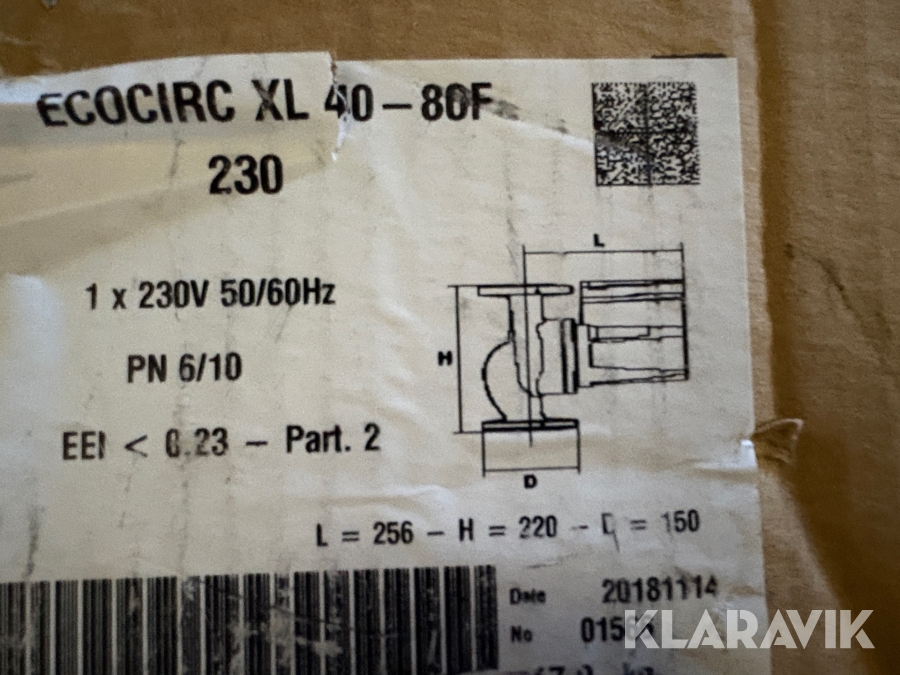 ECOCIRC XL 40-80F
230
1 x 230V 50/60Hz
PN 6/10
EEI < 0.23 - Part. 2
L
H
D
L = 256 - H = 220 - D = 150
Date 20181114
No
KLARAVIK